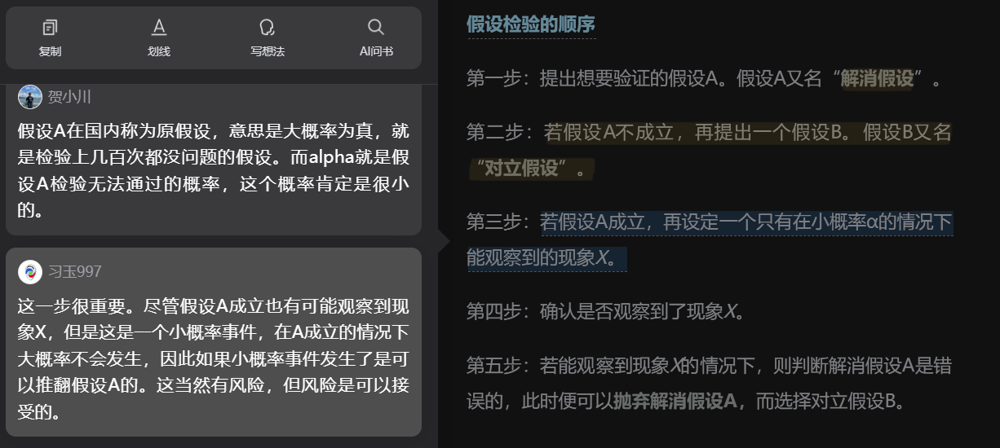 复制
划线
写想法
AI问书
贺小川
假设A在国内称为原假设，意思是大概率为真，就
是检验上几百次都没问题的假设。而alpha就是假
设A检验无法通过的概率，这个概率肯定是很小
的。
习玉997
这一步很重要。尽管假设A成立也有可能观察到现
象X，但是这是一个小概率事件，在A成立的情况下
大概率不会发生，因此如果小概率事件发生了是可
以推翻假设A的。这当然有风险，但风险是可以接
受的。
假设检验的顺序
第一步：提出想要验证的假设A。假设A又名“解消假设”。
第二步：若假设A不成立，再提出一个假设B。假设B又名
“对立假设”。
第三步：若假设A成立，再设定一个只有在小概率α的情况下
能观察到的现象X。
第四步：确认是否观察到了现象X。
第五步：若能观察到现象X的情况下，则判断解消假设A是错
误的，此时便可以抛弃解消假设A，而选择对立假设B。